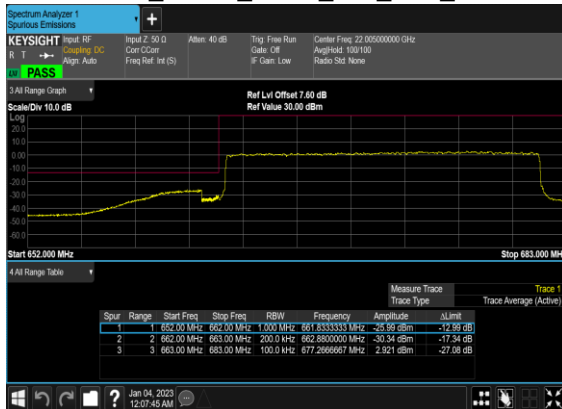 Spectrum Analyzer 1
Spurious Emissions
+
KEYSIGHT Input: RF Input Z: 50 Ω Atten: 40 dB Trig: Free Run Center Freq: 22.005000000 GHz
R T Coupling: DC Corr CCorr Gate: Off Avg|Hold: 100/100
Align: Auto Freq Ref: Int (S) IF Gain: Low Radio Std: None
PASS
3 All Range Graph
Ref Lvl Offset 7.60 dB
Scale/Div 10.0 dB Ref Value 30.00 dBm
Log
20.0
10.0
0.00
-10.0
-20.0
-30.0
-40.0
-50.0
-60.0
Start 652.000 MHz Stop 683.000 MHz
4 All Range Table
Measure Trace Trace 1
Trace Type Trace Average (Active)
Spur Range Start Freq Stop Freq RBW Frequency Amplitude ΔLimit
1 1 652.00 MHz 662.00 MHz 1.000 MHz 661.8333333 MHz -25.99 dBm -12.99 dB
2 2 662.00 MHz 663.00 MHz 200.0 kHz 662.8800000 MHz -30.34 dBm -17.34 dB
3 3 663.00 MHz 683.00 MHz 100.0 kHz 677.2666667 MHz 2.921 dBm -27.08 dB
? Jan 04, 2023
12:07:45 AM